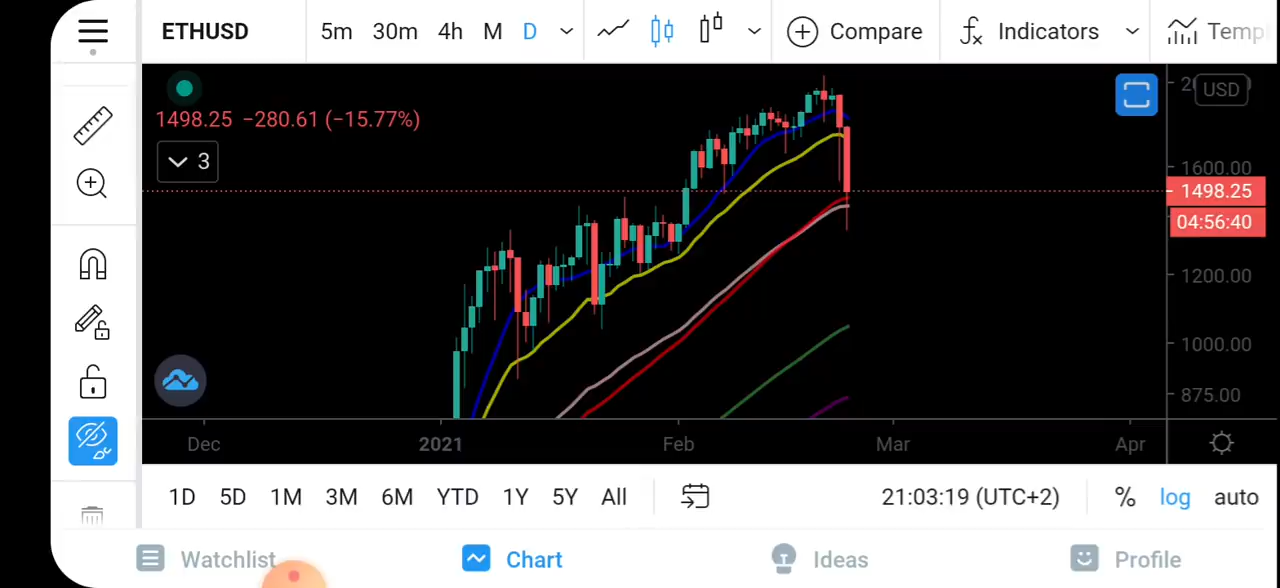 ETHUSD 5m 30m 4h M D Compare Indicators Temp
1498.25 −280.61 (−15.77%)
3
USD
1600.00
1498.25
04:56:40
1200.00
1000.00
875.00
Dec 2021 Feb Mar Apr
1D 5D 1M 3M 6M YTD 1Y 5Y All 21:03:19 (UTC+2) % log auto
Watchlist Chart Ideas Profile